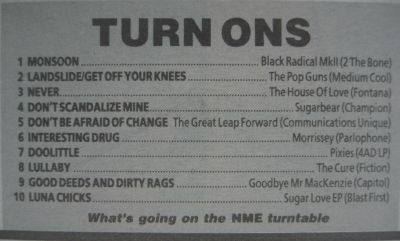 TURN ONS
1 MONSOON Black Radical MkII (2 The Bone)
2 LANDSLIDE/GET OFF YOUR KNEES The Pop Guns (Medium Cool)
3 NEVER The House Of Love (Fontana)
4 DON'T SCANDALIZE MINE Sugarbear (Champion)
5 DON'T BE AFRAID OF CHANGE The Great Leap Forward (Communications Unique)
6 INTERESTING DRUG Morrissey (Parlophone)
7 DOOLITTLE Pixies (4AD LP)
8 LULLABY The Cure (Fiction)
9 GOOD DEEDS AND DIRTY RAGS Goodbye Mr MacKenzie (Capitol)
10 LUNA CHICKS Sugar Love EP (Blast First)
What's going on the NME turntable